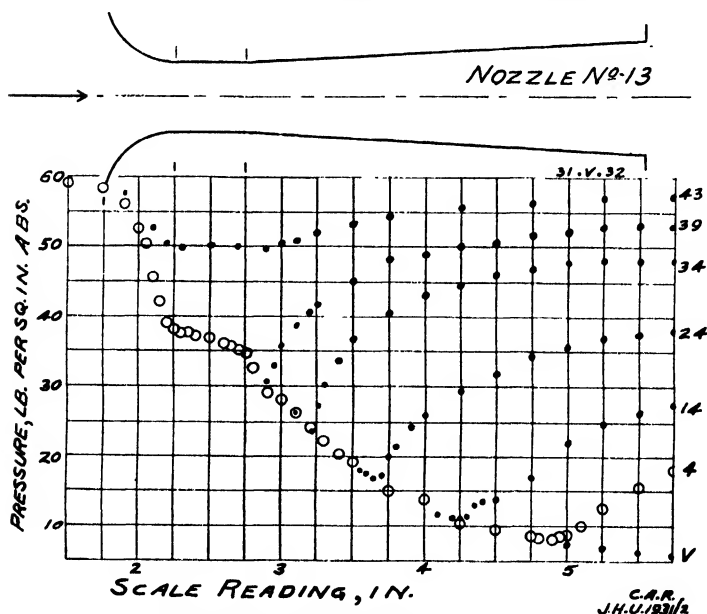 NOZZLE Nº-13
31.V.32
60
50
40
30
20
10
PRESSURE, LB. PER SQ. IN. ABS.
43
39
34
24
14
4
V
2
3
4
5
SCALE READING, IN.
C.A.R.
J.H.U. 1931/2